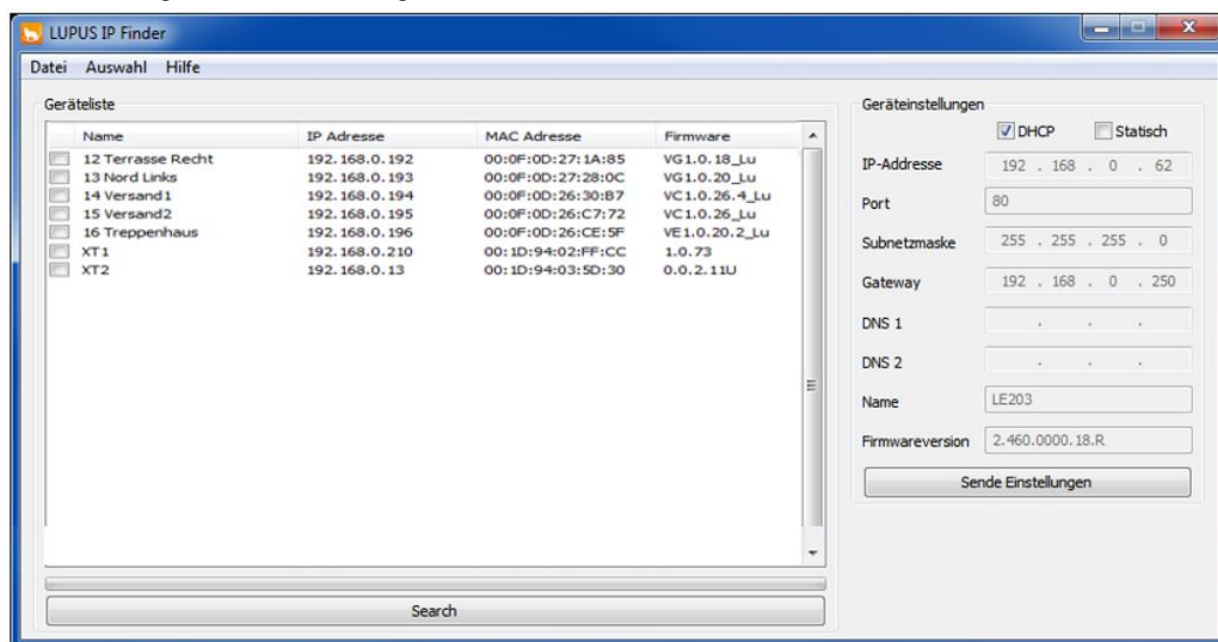 LUPUS IP Finder
Datei Auswahl Hilfe
Geräteliste
Name IP Adresse MAC Adresse Firmware
12 Terrasse Recht 192.168.0.192 00:0F:0D:27:1A:85 VG1.0.18_Lu
13 Nord Links 192.168.0.193 00:0F:0D:27:28:0C VG1.0.20_Lu
14 Versand1 192.168.0.194 00:0F:0D:26:30:B7 VC1.0.26.4_Lu
15 Versand2 192.168.0.195 00:0F:0D:26:C7:72 VC1.0.26_Lu
16 Treppenhaus 192.168.0.196 00:0F:0D:26:CE:5F VE1.0.20.2_Lu
XT1 192.168.0.210 00:1D:94:02:FF:CC 1.0.73
XT2 192.168.0.13 00:1D:94:03:5D:30 0.0.2.11U
Search
Geräteinstellungen
DHCP Statisch
IP-Addresse 192 . 168 . 0 . 62
Port 80
Subnetzmaske 255 . 255 . 255 . 0
Gateway 192 . 168 . 0 . 250
DNS 1 . . .
DNS 2 . . .
Name LE203
Firmwareversion 2.460.0000.18.R
Sende Einstellungen